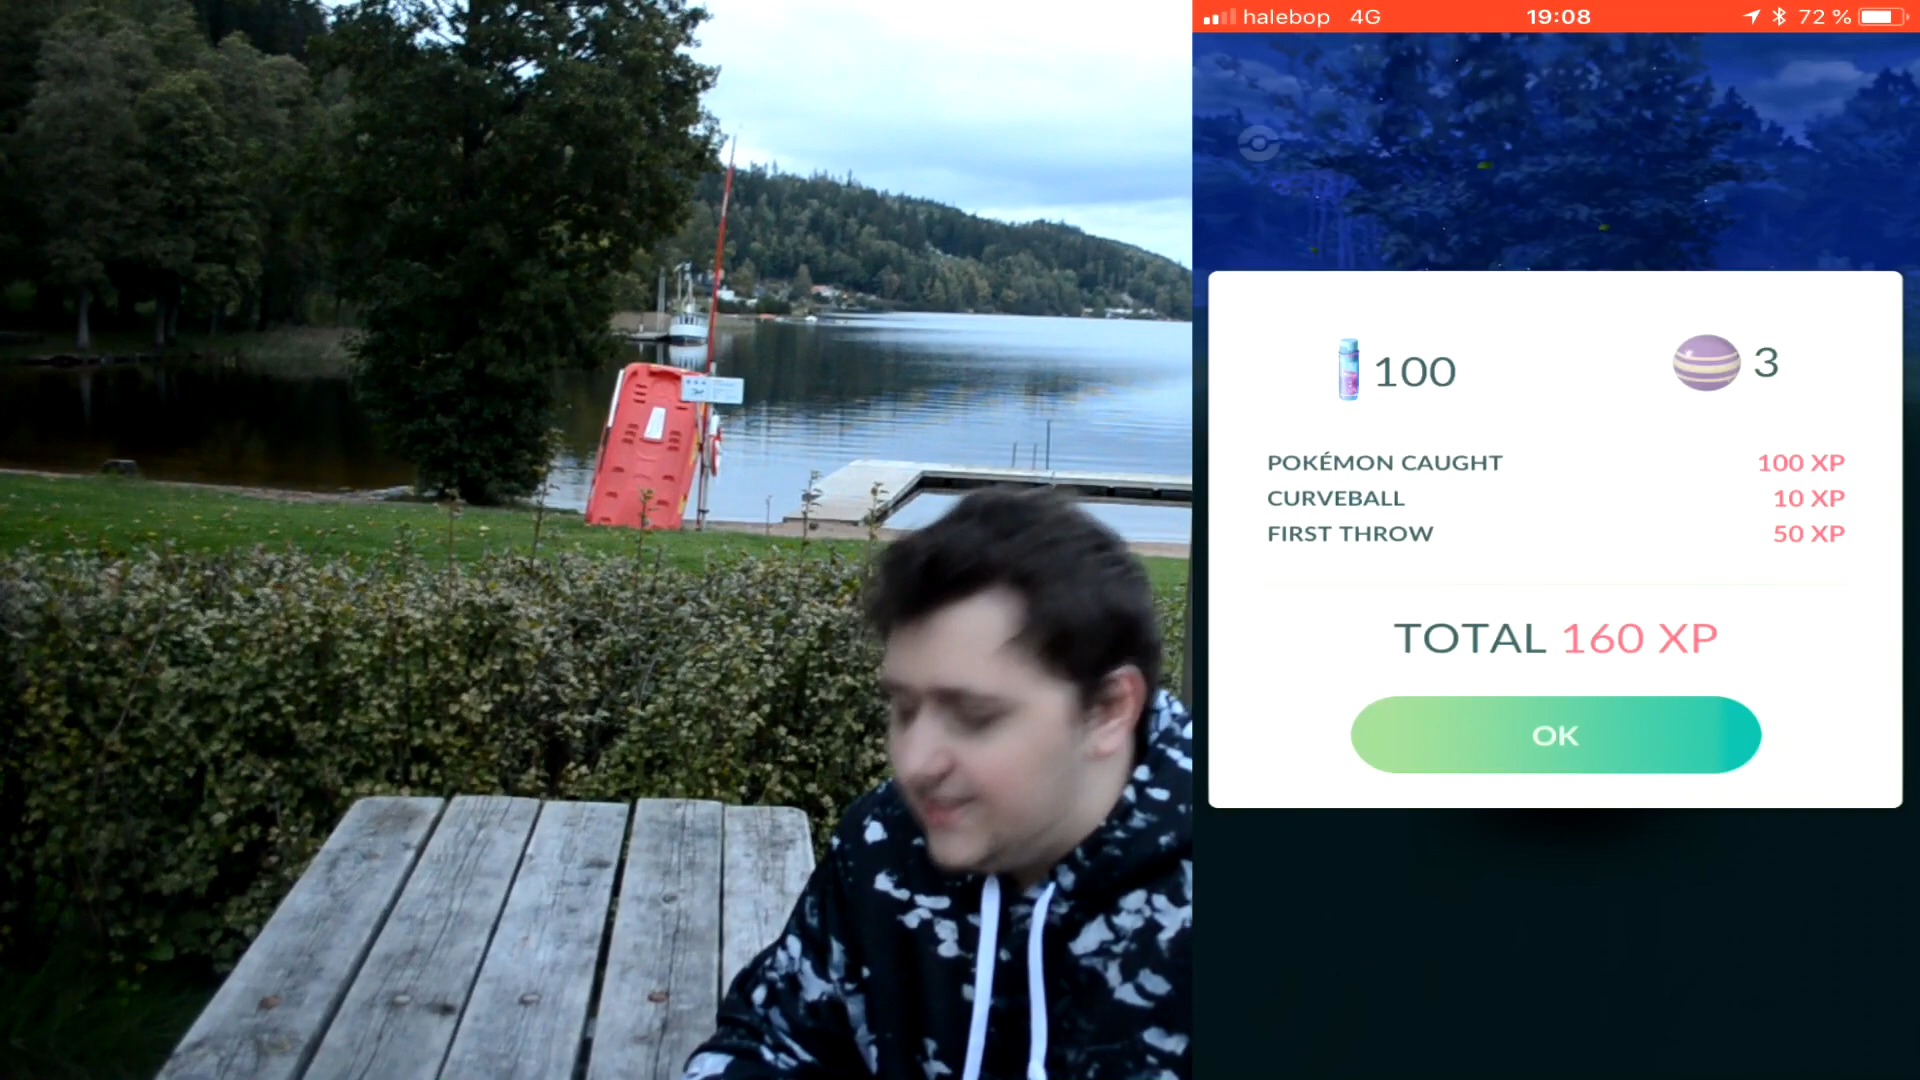 halebop 4G 19:08 72 %
100 3
POKÉMON CAUGHT 100 XP
CURVEBALL 10 XP
FIRST THROW 50 XP
TOTAL 160 XP
OK